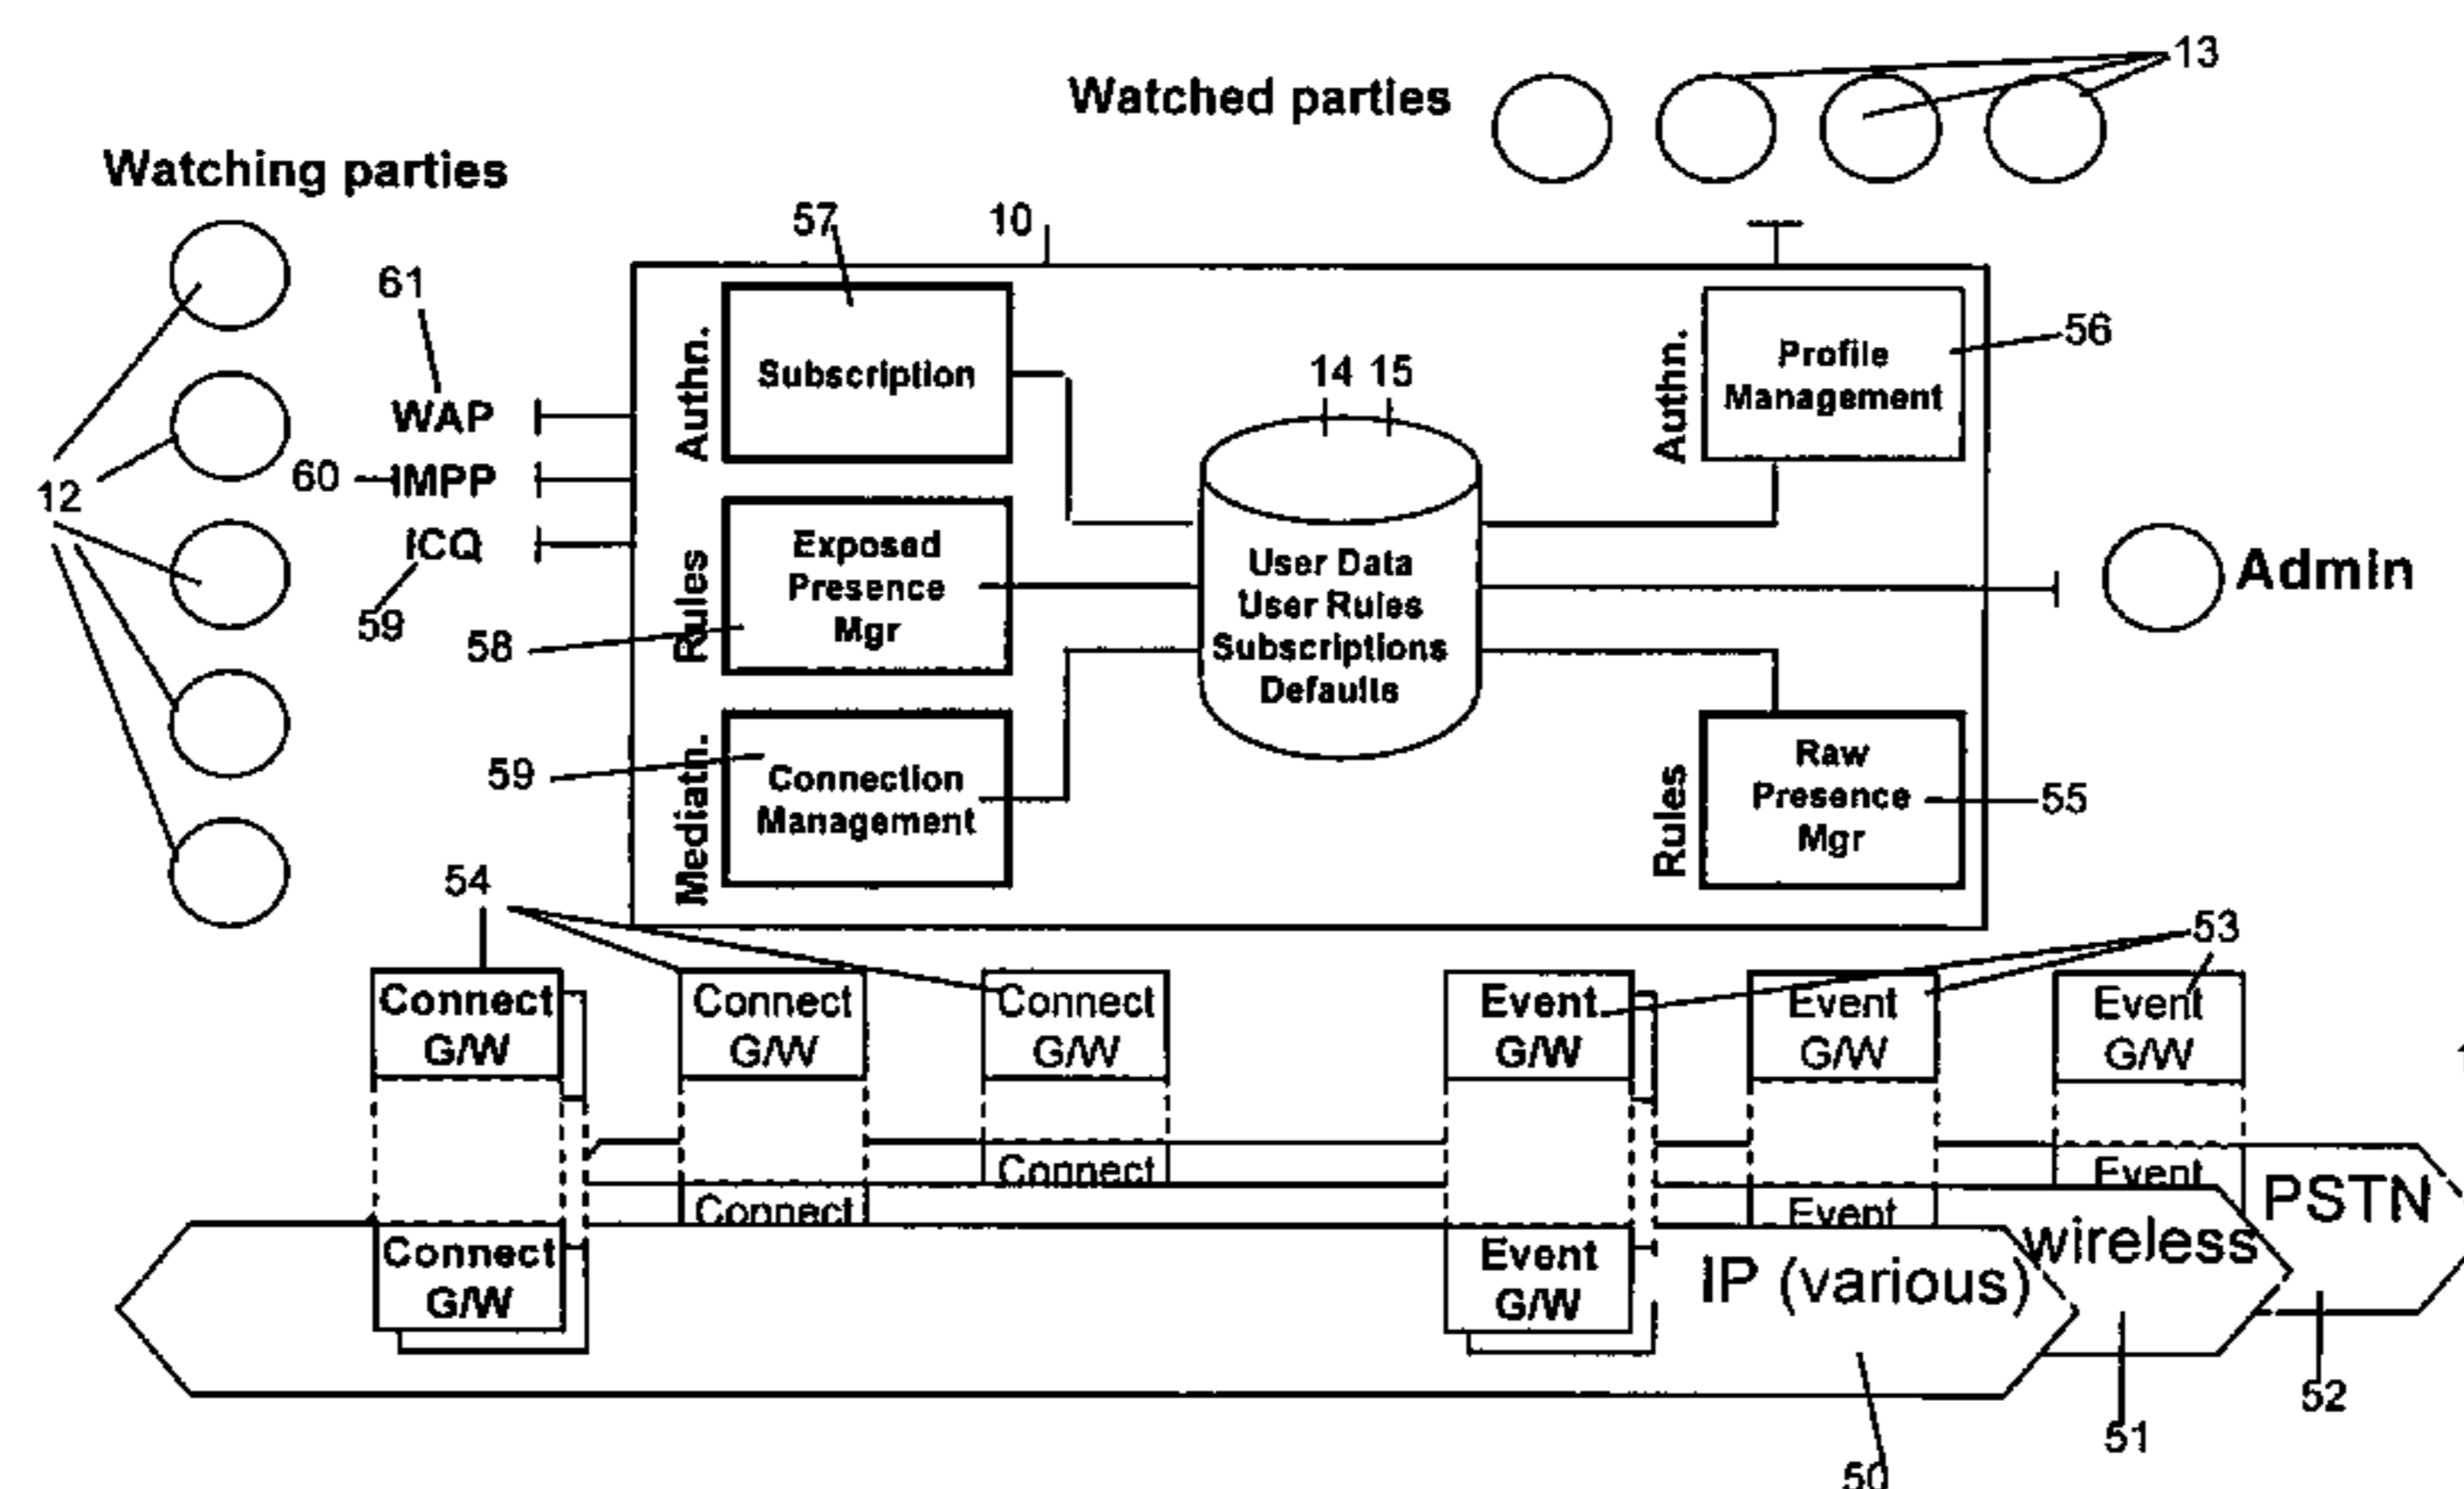 13
Watched parties
Watching parties
57
10
61
WAP
60
IMPP
ICQ
59
12
58
59
54
Authn.
Subscription
Rules
Exposed
Presence
Mgr
Mediatn.
Connection
Management
14
15
User Data
User Rules
Subscriptions
Defaults
Authn.
Profile
Management
56
Admin
Rules
Raw
Presence
Mgr
55
53
Connect
G/W
Connect
G/W
Connect
G/W
Event
G/W
Event
G/W
Event
G/W
Connect
Event
PSTN
Connect
Event
wireless
Connect
G/W
Event
G/W
IP (various)
52
51
50